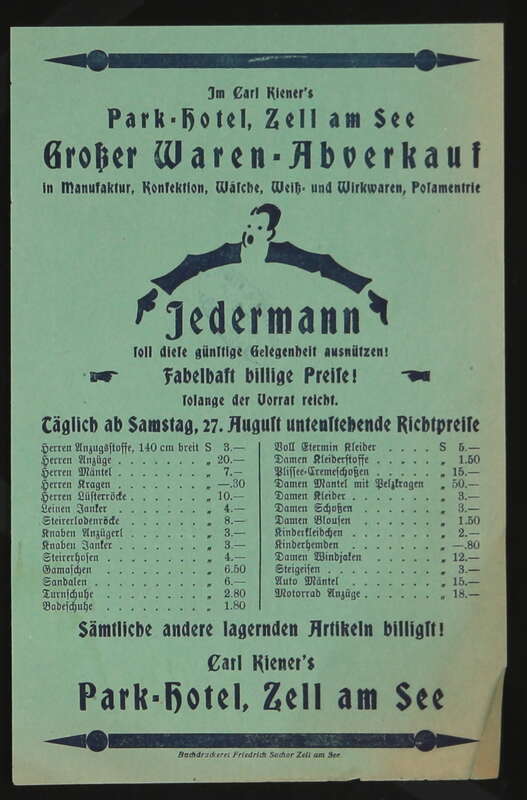 Im Carl Kiener's
Park-Hotel, Zell am See
Großer Waren-Abverkauf
in Manufaktur, Konfektion, Wäsche, Weiß- und Wirkwaren, Posamentrie
Jedermann
soll diese günstige Gelegenheit ausnützen!
Fabelhaft billige Preise!
solange der Vorrat reicht.
Täglich ab Samstag, 27. August untenstehende Richtpreise
Herren Anzugstoffe, 140 cm breit S 3.—
Herren Anzüge . . . . . . . . „ 20.—
Herren Mäntel . . . . . . . . „ 7.—
Herren Kragen . . . . . . . . „ —.30
Herren Lüsterröcke . . . . . . „ 10.—
Leinen Janker . . . . . . . . „ 4.—
Steirerlodenröcke . . . . . . . „ 8.—
Knaben Anzügerl . . . . . . . „ 3.—
Knaben Janker . . . . . . . . „ 3.—
Steirerhosen . . . . . . . . „ 4.—
Gamaschen . . . . . . . . „ 6.50
Sandalen . . . . . . . . . „ 6.—
Turnschuhe . . . . . . . . „ 2.80
Badeschuhe . . . . . . . . „ 1.80
Voll Etermin Kleider . . . . . S 5.—
Damen Kleiderstoffe . . . . . . „ 1.50
Plissee-Cremeschoßen . . . . . . „ 15.—
Damen Mantel mit Pelzkragen . . „ 50.—
Damen Kleider . . . . . . . . „ 3.—
Damen Schoßen . . . . . . . „ 3.—
Damen Blousen . . . . . . . „ 1.50
Kinderkleidchen . . . . . . . „ 2.—
Kinderhemden . . . . . . . . „ —.80
Damen Windjaken . . . . . . . „ 12.—
Steigeisen . . . . . . . . . „ 3.—
Auto Mäntel . . . . . . . . „ 15.—
Motorrad Anzüge . . . . . . . „ 18.—
Sämtliche andere lagernden Artikeln billigst!
Carl Kiener's
Park-Hotel, Zell am See
Buchdruckerei Friedrich Sochor Zell am See.